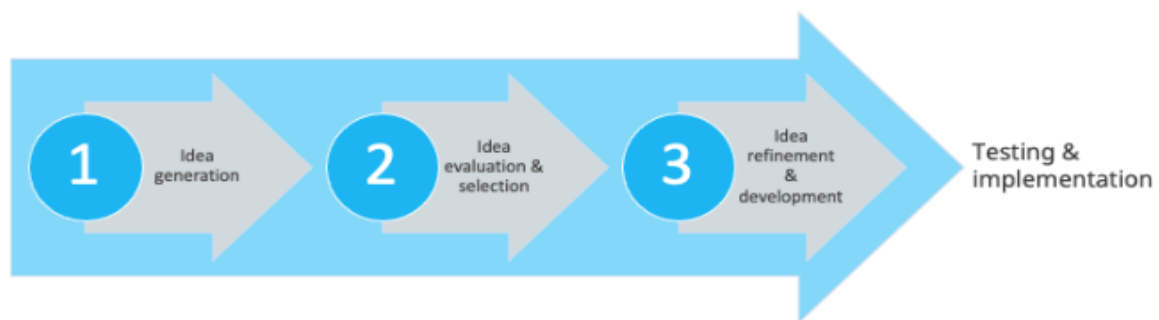 1
Idea
generation
2
Idea
evaluation &
selection
3
Idea
refinement
&
development
Testing &
implementation